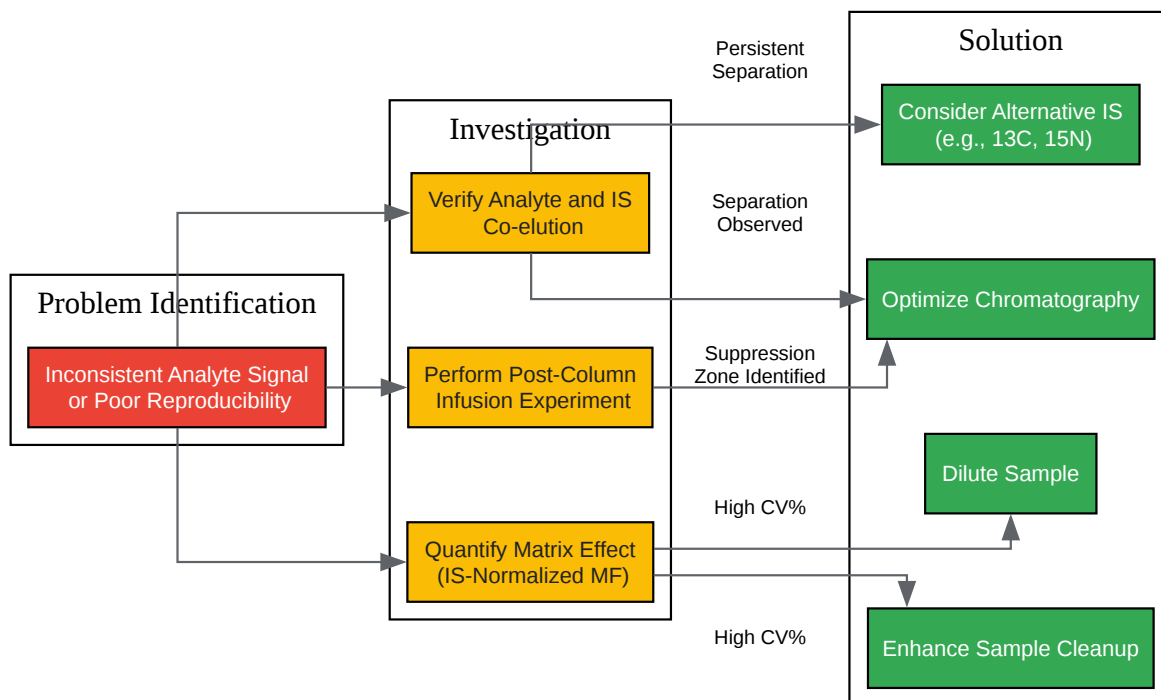 Problem Identification
Inconsistent Analyte Signal
or Poor Reproducibility
Investigation
Verify Analyte and IS
Co-elution
Perform Post-Column
Infusion Experiment
Quantify Matrix Effect
(IS-Normalized MF)
Persistent
Separation
Separation
Observed
Suppression
Zone Identified
High CV%
High CV%
Solution
Consider Alternative IS
(e.g., 13C, 15N)
Optimize Chromatography
Dilute Sample
Enhance Sample Cleanup